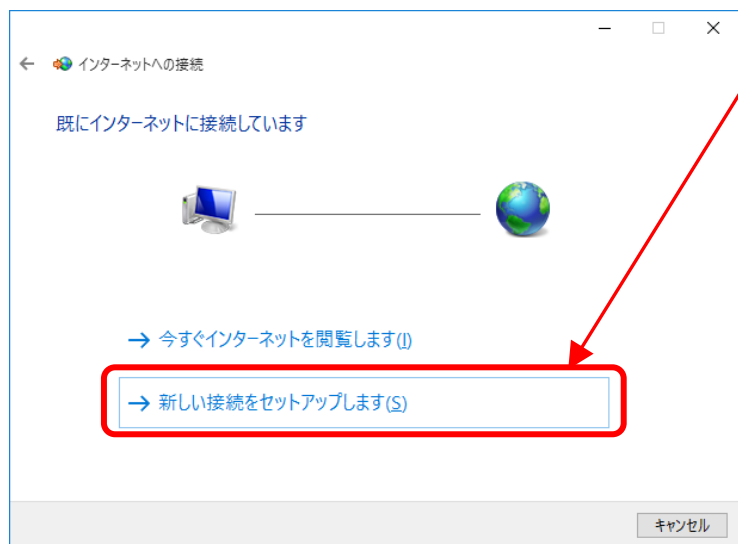 インターネットへの接続
既にインターネットに接続しています
今すぐインターネットを閲覧します(I)
新しい接続をセットアップします(S)
キャンセル